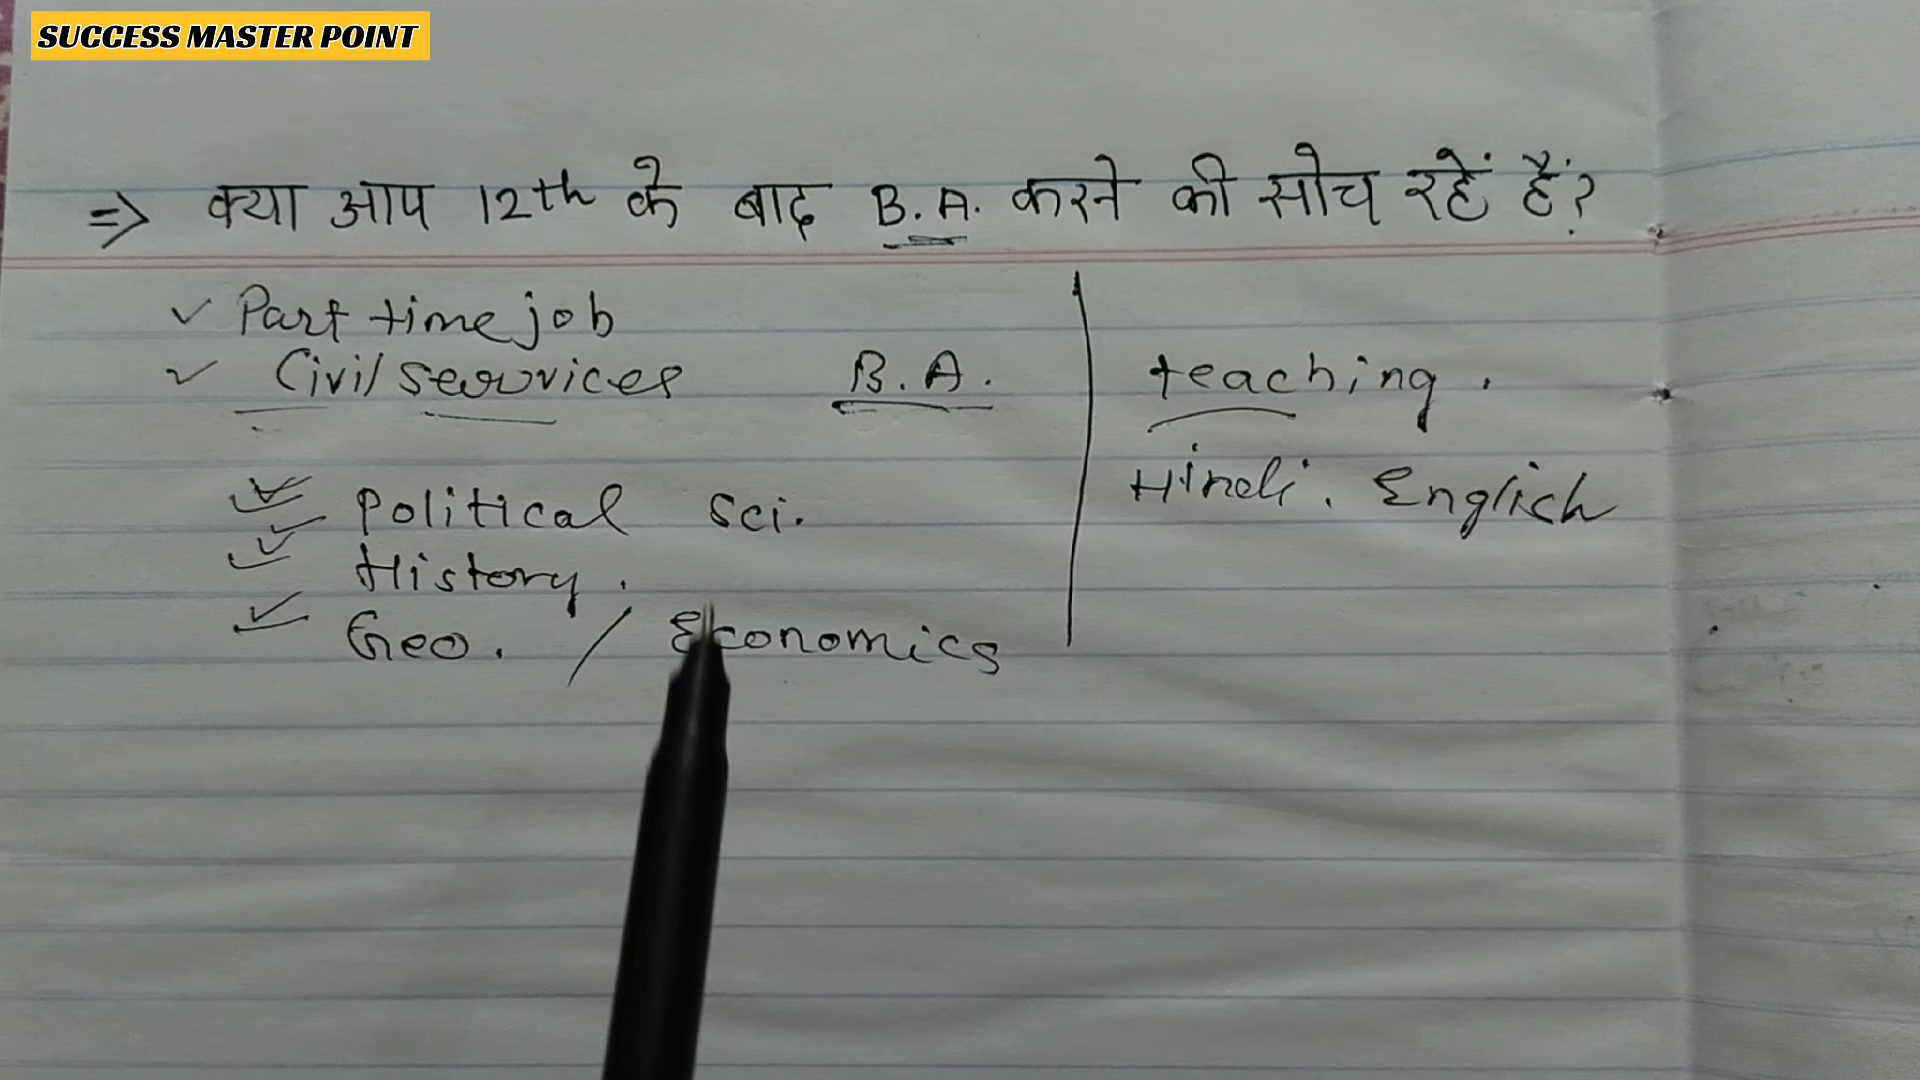 SUCCESS MASTER POINT
=> क्या आप 12th के बाद B.A. करने की सोच रहें हैं?
✓ Part time job
✓ Civil servvices B.A.
teaching.
Political Sci.
Hindi. English
History.
Geo. / Economics